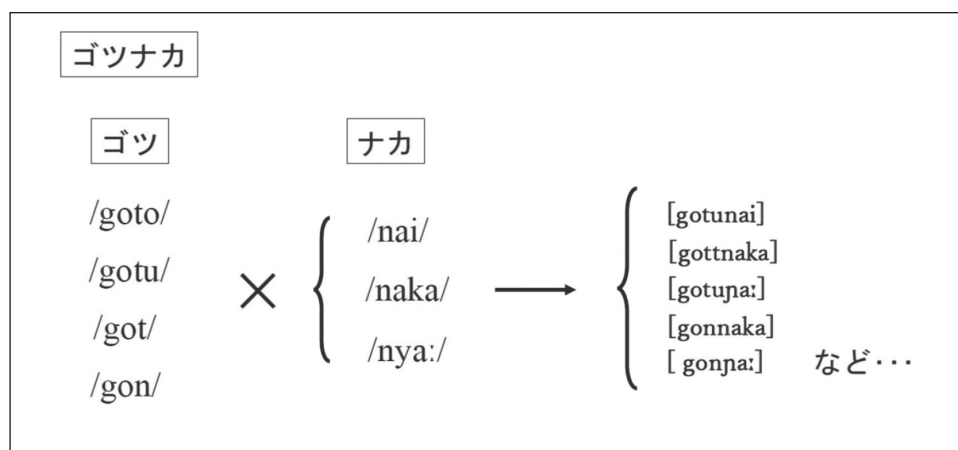 ゴツナカ
ゴツ
ナカ
/goto/
/gotu/
/got/
/gon/
×
/nai/
/naka/
/nya:/
[gotunai]
[gottnaka]
[gotuɲaː]
[gonnaka]
[ gonɲaː] など･･･